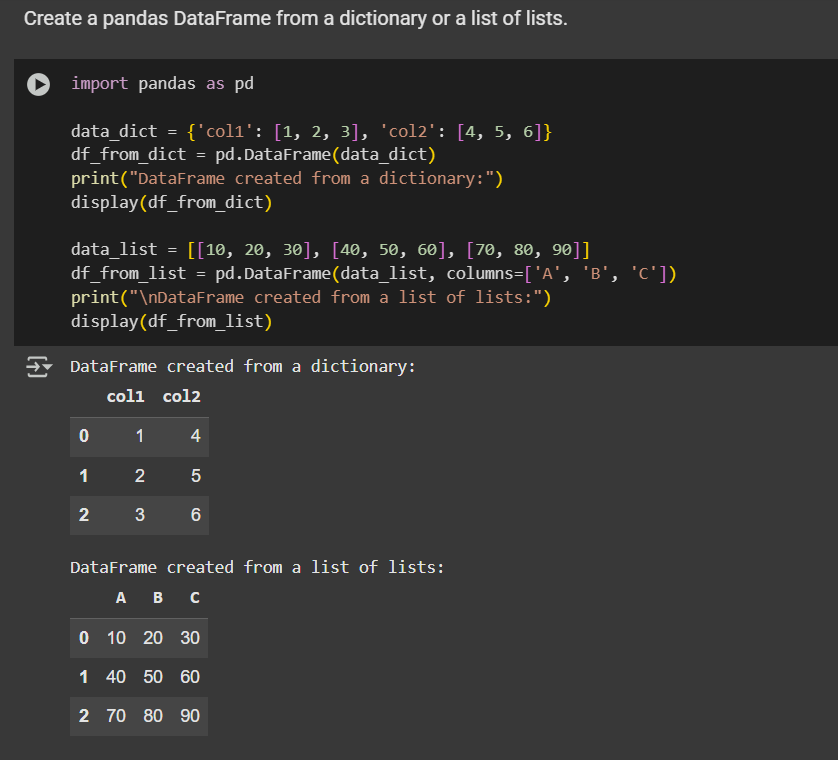 Create a pandas DataFrame from a dictionary or a list of lists.
import pandas as pd
data_dict = {'col1': [1, 2, 3], 'col2': [4, 5, 6]}
df_from_dict = pd.DataFrame(data_dict)
print("DataFrame created from a dictionary:")
display(df_from_dict)
data_list = [[10, 20, 30], [40, 50, 60], [70, 80, 90]]
df_from_list = pd.DataFrame(data_list, columns=['A', 'B', 'C'])
print("\nDataFrame created from a list of lists:")
display(df_from_list)
DataFrame created from a dictionary:
col1 col2
0 1 4
1 2 5
2 3 6
DataFrame created from a list of lists:
A B C
0 10 20 30
1 40 50 60
2 70 80 90